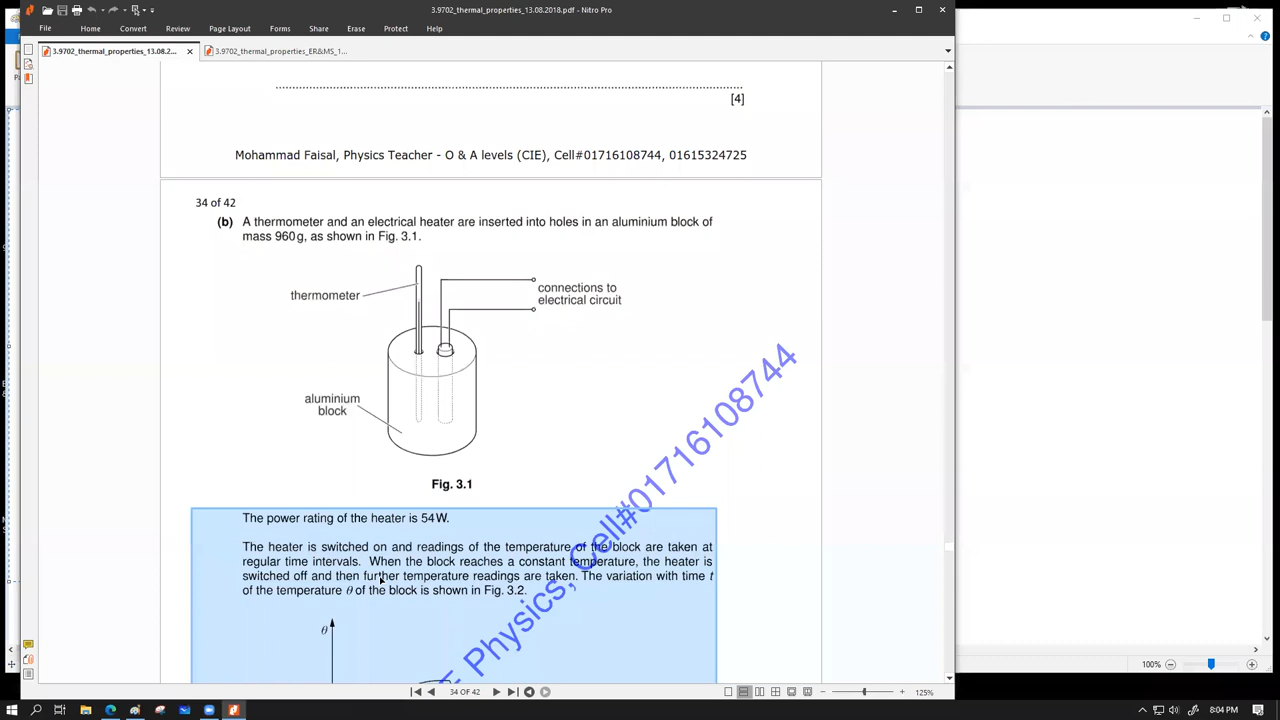 3.9702_thermal_properties_13.08.2018.pdf - Nitro Pro
File Home Convert Review Page Layout Forms Share Erase Protect Help
3.9702_thermal_properties_13.08.2... 3.9702_thermal_properties_ER&MS_1...
[4]
Mohammad Faisal, Physics Teacher - O & A levels (CIE), Cell#01716108744, 01615324725
34 of 42
(b) A thermometer and an electrical heater are inserted into holes in an aluminium block of
mass 960 g, as shown in Fig. 3.1.
thermometer
connections to
electrical circuit
aluminium
block
Fig. 3.1
The power rating of the heater is 54 W.
The heater is switched on and readings of the temperature of the block are taken at
regular time intervals. When the block reaches a constant temperature, the heater is
switched off and then further temperature readings are taken. The variation with time t
of the temperature θ of the block is shown in Fig. 3.2.
θ
Physics, Cell#01716108744
34 OF 42
125%
100%
8:04 PM